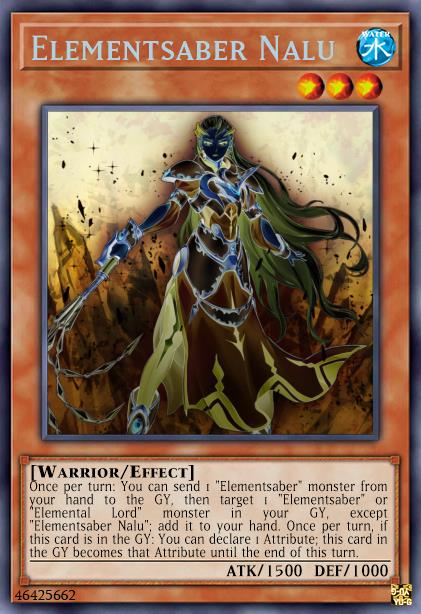 Elementsaber Nalu
WATER
水
[Warrior/Effect]
Once per turn: You can send 1 "Elementsaber" monster from
your hand to the GY, then target 1 "Elementsaber" or
"Elemental Lord" monster in your GY, except
"Elementsaber Nalu"; add it to your hand. Once per turn, if
this card is in the GY: You can declare 1 Attribute; this card in
the GY becomes that Attribute until the end of this turn.
ATK/1500 DEF/1000
46425662